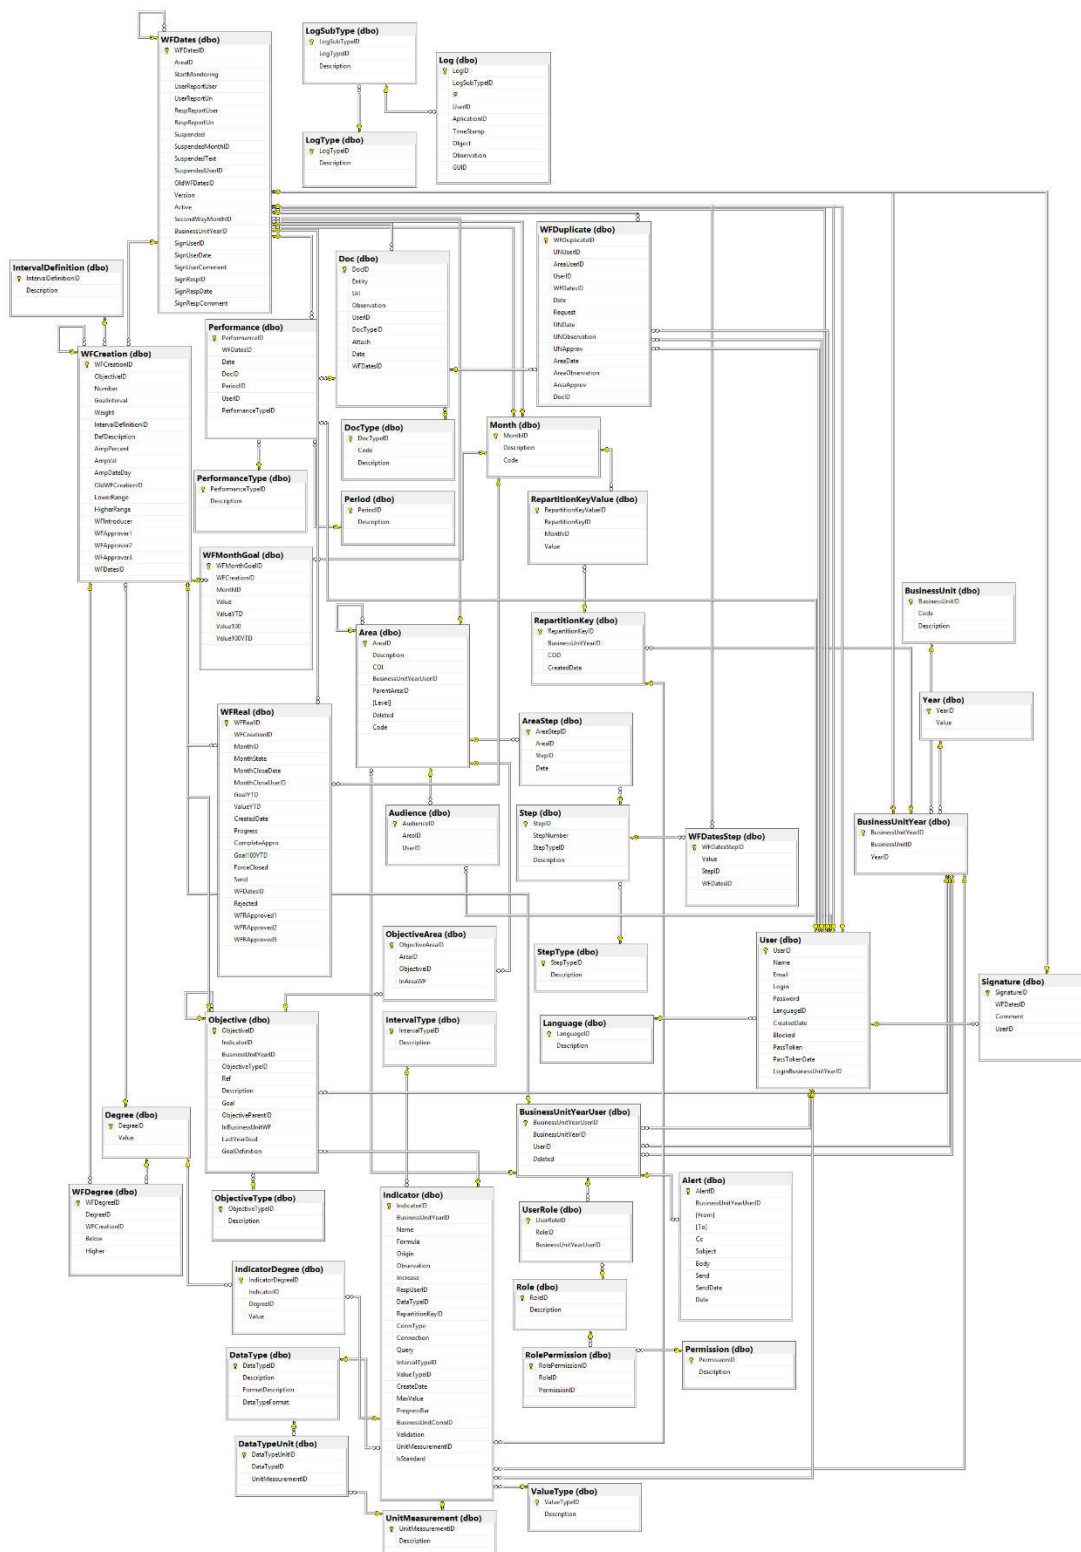 WFDates (dbo)
WFDatesID
AreaID
StartMonitoring
UserReportUser
UserReportUn
RespReportUser
RespReportUn
Suspended
SuspendedMonthID
SuspendedText
SuspendedUserID
OldWFDatesID
Version
Active
SecondWayMonthID
BusinessUnitYearID
SignUserID
SignUserDate
SignUserComment
SignRespID
SignRespDate
SignRespComment
LogSubType (dbo)
LogSubTypeID
LogTypeID
Description
Log (dbo)
LogID
LogSubTypeID
IP
UserID
AplicationID
TimeStamp
Object
Observation
GUID
LogType (dbo)
LogTypeID
Description
IntervalDefinition (dbo)
IntervalDefinitionID
Description
Doc (dbo)
DocID
Entity
Url
Observation
UserID
DocTypeID
Attach
Date
WFDatesID
WFDuplicate (dbo)
WFDuplicateID
UNUserID
AreaUserID
UserID
WFDatesID
Date
Request
UNDate
UNObservation
UNApprov
AreaDate
AreaObservation
AreaApprov
DocID
Performance (dbo)
PerformanceID
WFDatesID
Date
DocID
PeriodID
UserID
PerfomanceTypeID
WFCreation (dbo)
WFCreationID
ObjectiveID
Number
GoalInterval
Weight
IntervalDefinitionID
DefDescription
AmpPercent
AmpVal
AmpDateDay
OldWFCreationID
LowerRange
HigherRange
WFIntroducer
WFApprover1
WFApprover2
WFApprover3
WFDatesID
DocType (dbo)
DocTypeID
Code
Description
Month (dbo)
MonthID
Description
Code
PerformanceType (dbo)
PerformanceTypeID
Description
Period (dbo)
PeriodID
Description
RepartitionKeyValue (dbo)
RepartitionKeyValueID
RepartitionKeyID
MonthID
Value
WFMonthGoal (dbo)
WFMonthGoalID
WFCreationID
MonthID
Value
ValueYTD
Value100
Value100YTD
BusinessUnit (dbo)
BusinessUnitID
Code
Description
RepartitionKey (dbo)
RepartitionKeyID
BusinessUnitYearID
COD
CreatedDate
Area (dbo)
AreaID
Description
COI
BusinessUnitYearUserID
ParentAreaID
[Level]
Deleted
Code
Year (dbo)
YearID
Value
WFReal (dbo)
WFRealID
WFCreationID
MonthID
MonthState
MonthCloseDate
MonthCloseUserID
GoalYTD
ValueYTD
CreatedDate
Progress
CompleteAppro
Goal100YTD
ForceClosed
Send
WFDatesID
Rejected
WFRApproved1
WFRApproved2
WFRApproved3
AreaStep (dbo)
AreaStepID
AreaID
StepID
Date
Audience (dbo)
AudienceID
AreaID
UserID
Step (dbo)
StepID
StepNumber
StepTypeID
Description
WFDatesStep (dbo)
WFDatesStepID
Value
StepID
WFDatesID
BusinessUnitYear (dbo)
BusinessUnitYearID
BusinessUnitID
YearID
ObjectiveArea (dbo)
ObjectiveAreaID
AreaID
ObjectiveID
InAreaWF
StepType (dbo)
StepTypeID
Description
User (dbo)
UserID
Name
Email
Login
Password
LanguageID
CreatedDate
Blocked
PassToken
PassTokenDate
LoginBusinessUnitYearID
Signature (dbo)
SignatureID
WFDatesID
Comment
UserID
Objective (dbo)
ObjectiveID
IndicatorID
BusinessUnitYearID
ObjectiveTypeID
Ref
Description
Goal
ObjectiveParentID
InBusinessUnitWF
LastYearGoal
GoalDefinition
IntervalType (dbo)
IntervalTypeID
Description
Language (dbo)
LanguageID
Description
Degree (dbo)
DegreeID
Value
BusinessUnitYearUser (dbo)
BusinessUnitYearUserID
BusinessUnitYearID
UserID
Deleted
WFDegree (dbo)
WFDegreeID
DegreeID
WFCreationID
Below
Higher
ObjectiveType (dbo)
ObjectiveTypeID
Description
Indicator (dbo)
IndicatorID
BusinessUnitYearID
Name
Formula
Origin
Observation
Increase
RespUserID
DataTypeID
RepartitionKeyID
ConnType
Connection
Query
IntervalTypeID
ValueTypeID
CreateDate
MaxValue
ProgressBar
BusinessUnitConnID
Validation
UnitMeasurementID
IsStandard
UserRole (dbo)
UserRoleID
RoleID
BusinessUnitYearUserID
Alert (dbo)
AlertID
BusinessUnitYearUserID
[From]
[To]
Cc
Subject
Body
Send
SendDate
Date
IndicatorDegree (dbo)
IndicatorDegreeID
IndicatorID
DegreeID
Value
Role (dbo)
RoleID
Description
RolePermission (dbo)
RolePermissionID
RoleID
PermissionID
Permission (dbo)
PermissionID
Description
DataType (dbo)
DataTypeID
Description
FormatDescription
DataTypeFormat
DataTypeUnit (dbo)
DataTypeUnitID
DataTypeID
UnitMeasurementID
ValueType (dbo)
ValueTypeID
Description
UnitMeasurement (dbo)
UnitMeasurementID
Description